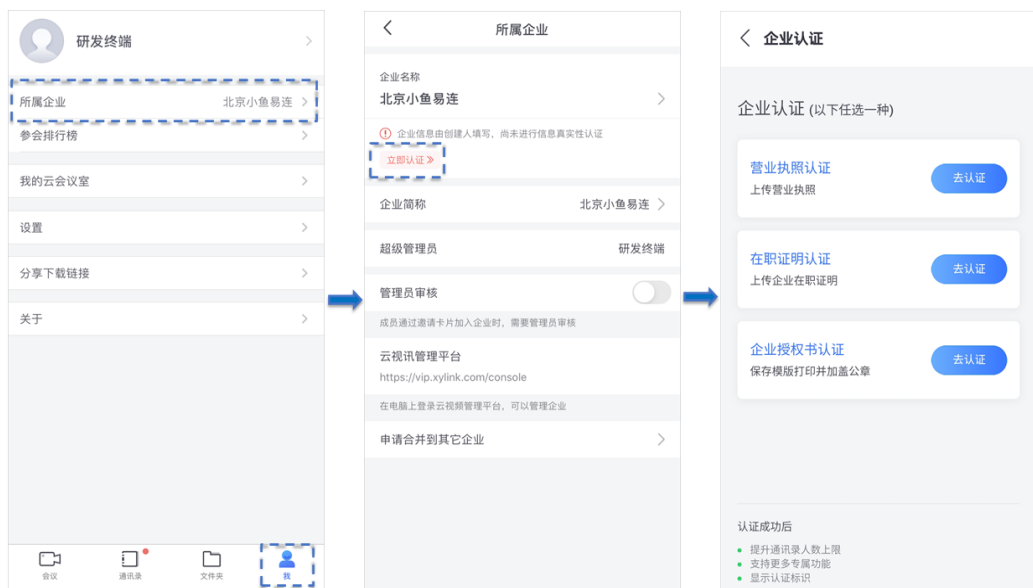 研发终端
所属企业 北京小鱼易连
参会排行榜
我的云会议室
设置
分享下载链接
关于
会议 通讯录 文件夹 我
所属企业
企业名称
北京小鱼易连
企业信息由创建人填写，尚未进行信息真实性认证
立即认证
企业简称 北京小鱼易连
超级管理员 研发终端
管理员审核
成员通过邀请卡片加入企业时，需要管理员审核
云视讯管理平台
https://vip.xylink.com/console
在电脑上登录云视频管理平台，可以管理企业
申请合并到其它企业
企业认证
企业认证 (以下任选一种)
营业执照认证
上传营业执照
去认证
在职证明认证
上传企业在职证明
去认证
企业授权书认证
保存模版打印并加盖公章
去认证
认证成功后
提升通讯录人数上限
支持更多专属功能
显示认证标识